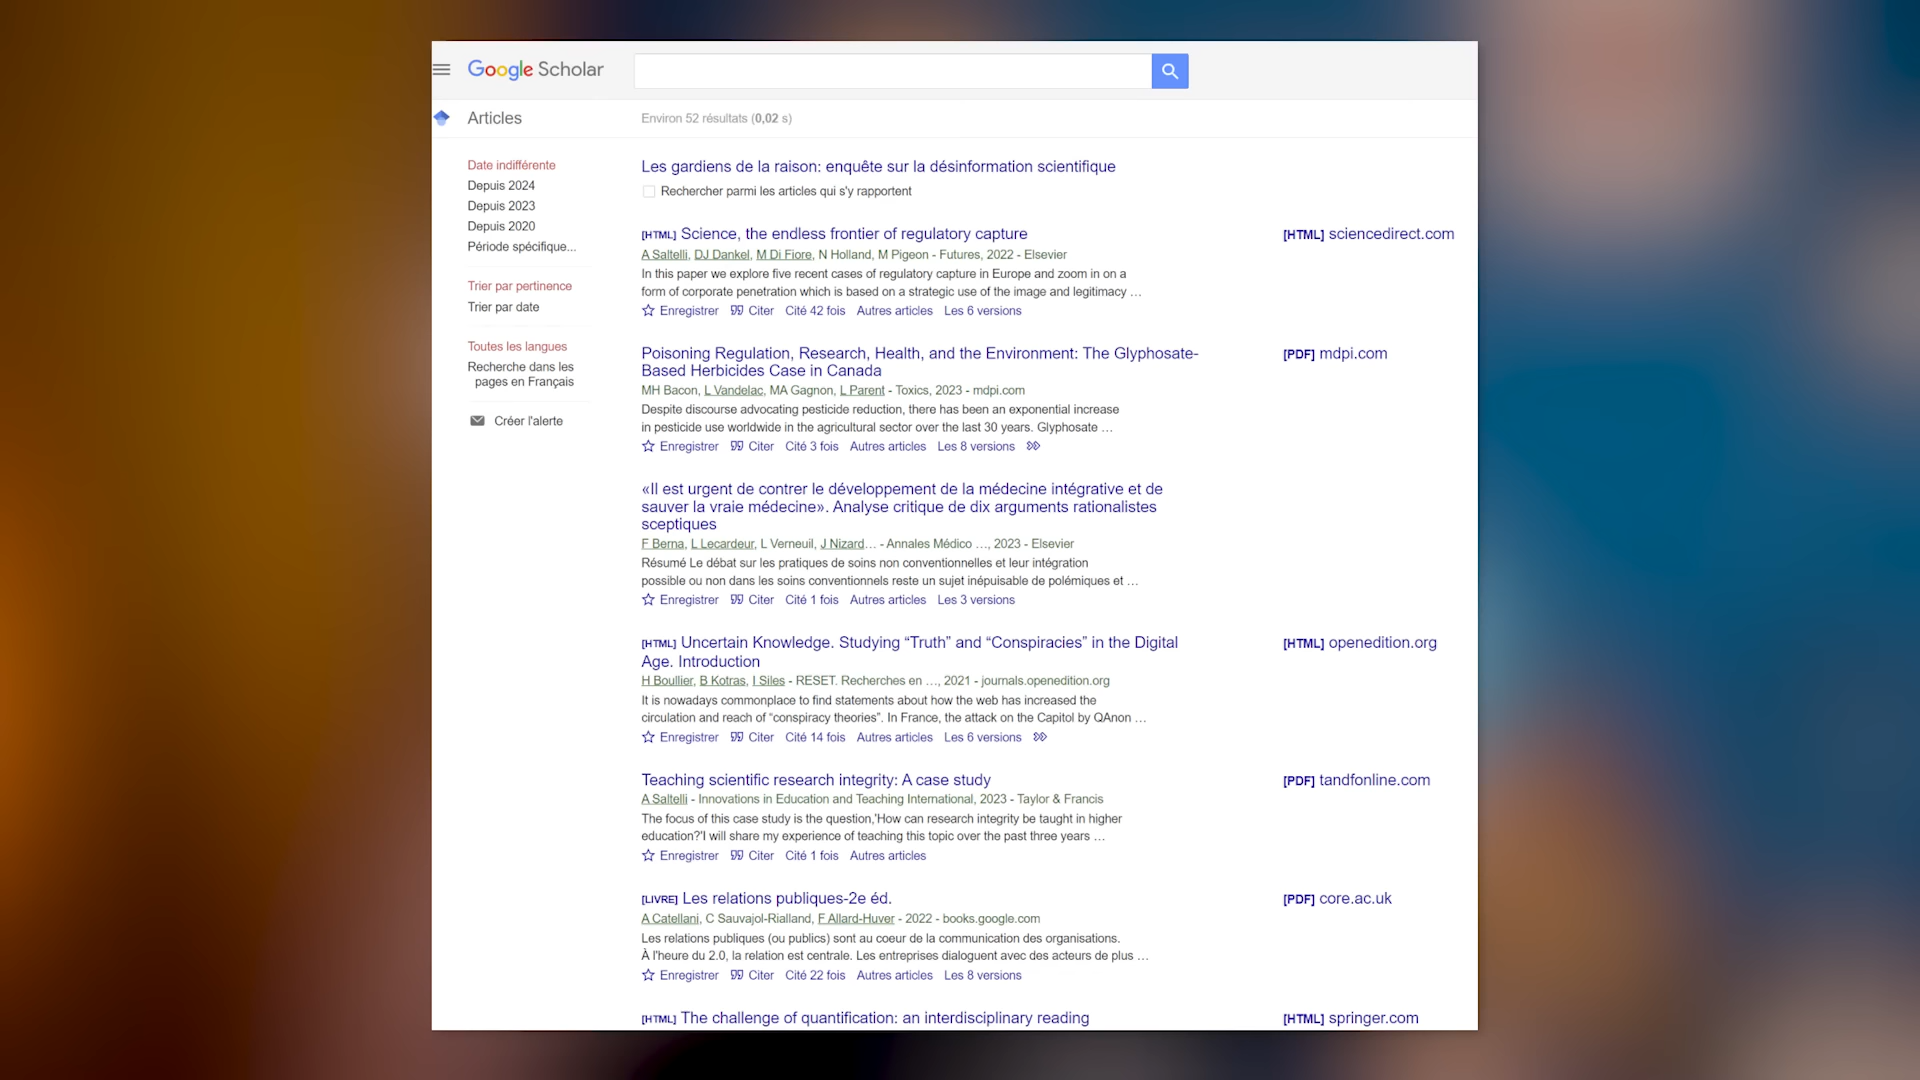 Google Scholar
Articles
Environ 52 résultats (0,02 s)
Date indifférente
Depuis 2024
Depuis 2023
Depuis 2020
Période spécifique...
Trier par pertinence
Trier par date
Toutes les langues
Recherche dans les
pages en Français
Créer l'alerte
Les gardiens de la raison: enquête sur la désinformation scientifique
Rechercher parmi les articles qui s'y rapportent
[HTML] Science, the endless frontier of regulatory capture
[HTML] sciencedirect.com
A Saltelli, DJ Dankel, M Di Fiore, N Holland, M Pigeon - Futures, 2022 - Elsevier
In this paper we explore five recent cases of regulatory capture in Europe and zoom in on a
form of corporate penetration which is based on a strategic use of the image and legitimacy …
Enregistrer Citer Cité 42 fois Autres articles Les 6 versions
Poisoning Regulation, Research, Health, and the Environment: The Glyphosate-
Based Herbicides Case in Canada
[PDF] mdpi.com
MH Bacon, L Vandelac, MA Gagnon, L Parent - Toxics, 2023 - mdpi.com
Despite discourse advocating pesticide reduction, there has been an exponential increase
in pesticide use worldwide in the agricultural sector over the last 30 years. Glyphosate …
Enregistrer Citer Cité 3 fois Autres articles Les 8 versions
«Il est urgent de contrer le développement de la médecine intégrative et de
sauver la vraie médecine». Analyse critique de dix arguments rationalistes
sceptiques
F Berna, L Lecardeur, L Verneuil, J Nizard… - Annales Médico …, 2023 - Elsevier
Résumé Le débat sur les pratiques de soins non conventionnelles et leur intégration
possible ou non dans les soins conventionnels reste un sujet inépuisable de polémiques et …
Enregistrer Citer Cité 1 fois Autres articles Les 3 versions
[HTML] Uncertain Knowledge. Studying “Truth” and “Conspiracies” in the Digital
Age. Introduction
[HTML] openedition.org
H Boullier, B Kotras, I Siles - RESET. Recherches en …, 2021 - journals.openedition.org
It is nowadays commonplace to find statements about how the web has increased the
circulation and reach of “conspiracy theories”. In France, the attack on the Capitol by QAnon …
Enregistrer Citer Cité 14 fois Autres articles Les 6 versions
Teaching scientific research integrity: A case study
[PDF] tandfonline.com
A Saltelli - Innovations in Education and Teaching International, 2023 - Taylor & Francis
The focus of this case study is the question,'How can research integrity be taught in higher
education?'I will share my experience of teaching this topic over the past three years …
Enregistrer Citer Cité 1 fois Autres articles
[LIVRE] Les relations publiques-2e éd.
[PDF] core.ac.uk
A Catellani, C Sauvajol-Rialland, F Allard-Huver - 2022 - books.google.com
Les relations publiques (ou publics) sont au coeur de la communication des organisations.
À l'heure du 2.0, la relation est centrale. Les entreprises dialoguent avec des acteurs de plus …
Enregistrer Citer Cité 22 fois Autres articles Les 8 versions
[HTML] The challenge of quantification: an interdisciplinary reading
[HTML] springer.com